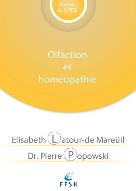 Olfaction
et
homéopathie
Elisabeth Latour-de Mareüil
Dr. Pierre Popowski
FFSH